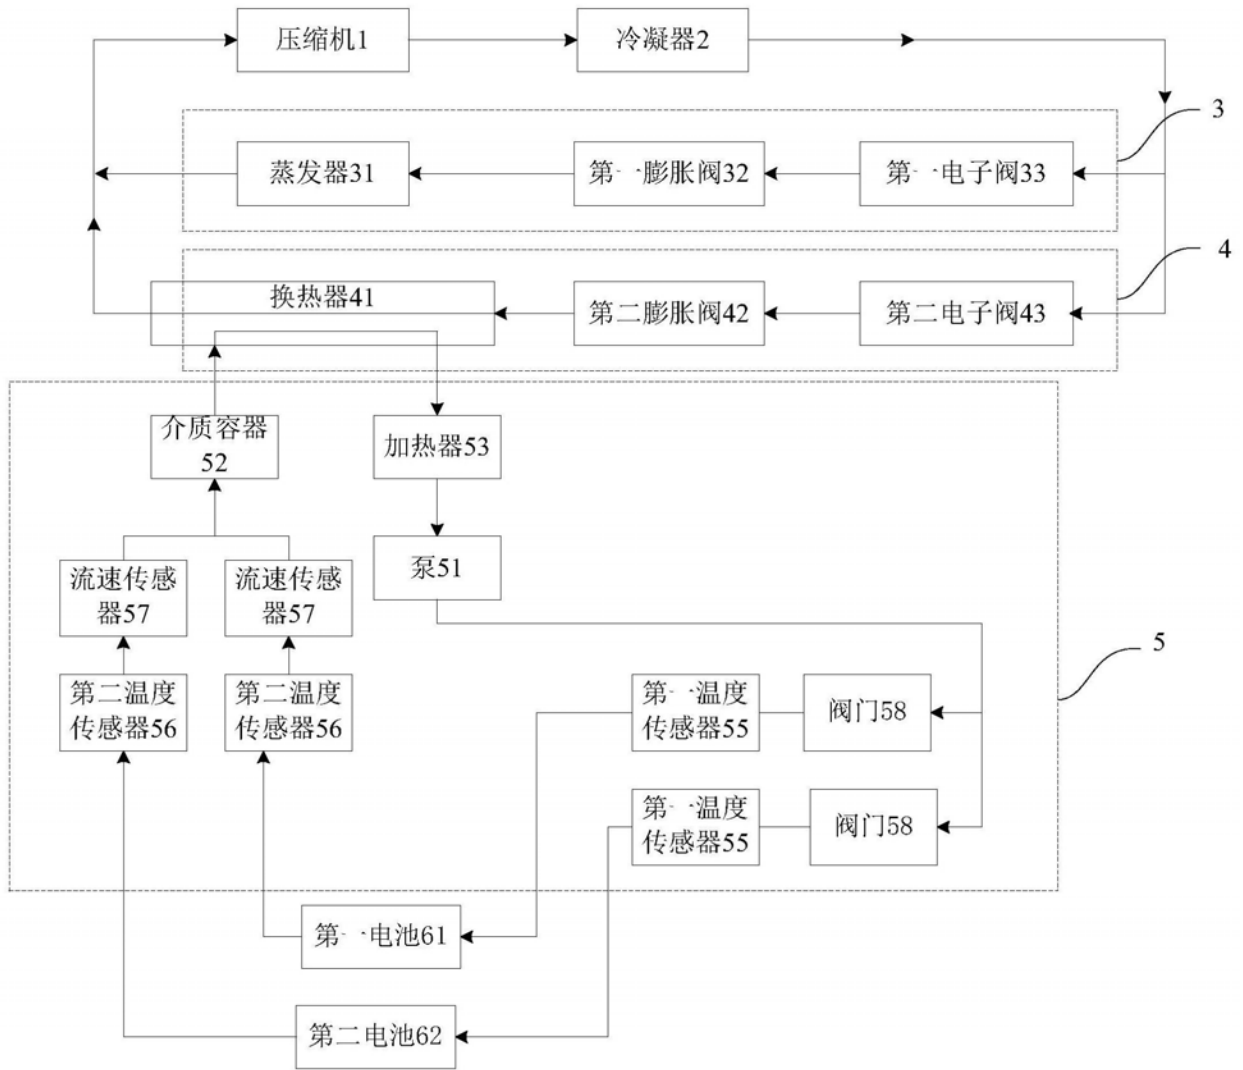 压缩机1
冷凝器2
3
蒸发器31
第一膨胀阀32
第一电子阀33
4
换热器41
第二膨胀阀42
第二电子阀43
介质容器
52
加热器53
泵51
流速传感
器57
流速传感
器57
5
第二温度
传感器56
第二温度
传感器56
第一温度
传感器55
阀门58
第一温度
传感器55
阀门58
第一电池61
第二电池62